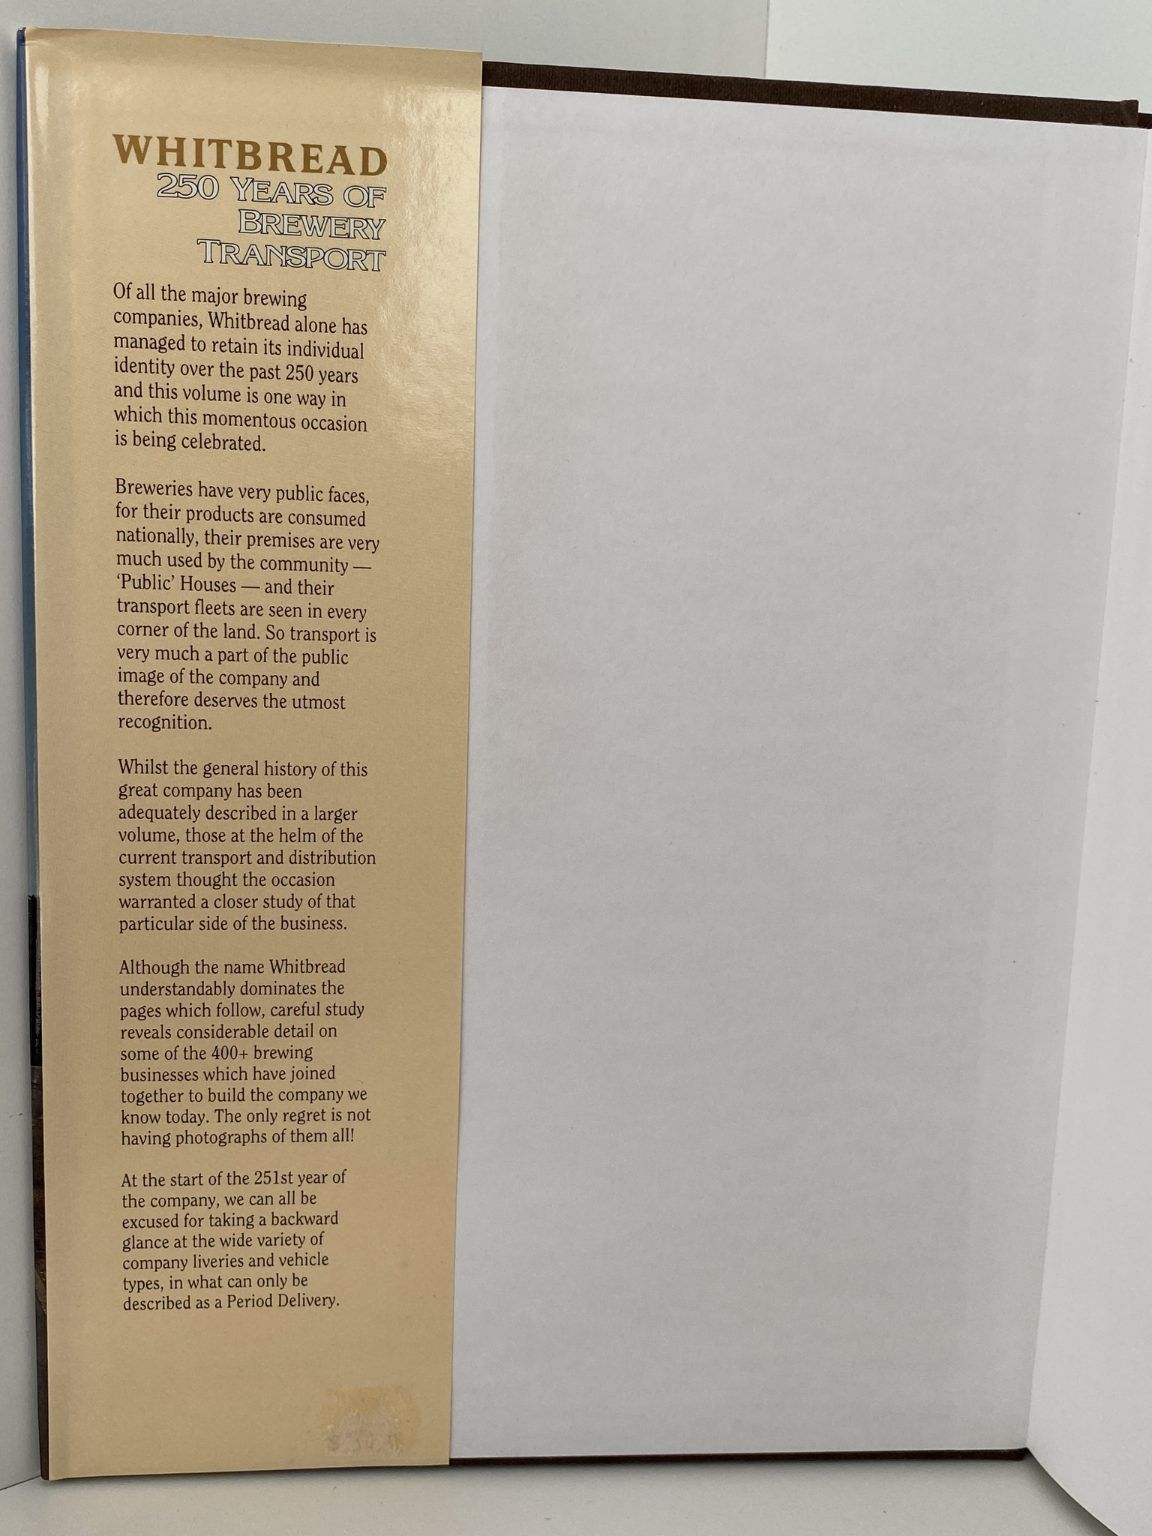 WHITBREAD
250 YEARS OF
BREWERY
TRANSPORT
Of all the major brewing
companies, Whitbread alone has
managed to retain its individual
identity over the past 250 years
and this volume is one way in
which this momentous occasion
is being celebrated.
Breweries have very public faces,
for their products are consumed
nationally, their premises are very
much used by the community —
‘Public’ Houses — and their
transport fleets are seen in every
corner of the land. So transport is
very much a part of the public
image of the company and
therefore deserves the utmost
recognition.
Whilst the general history of this
great company has been
adequately described in a larger
volume, those at the helm of the
current transport and distribution
system thought the occasion
warranted a closer study of that
particular side of the business.
Although the name Whitbread
understandably dominates the
pages which follow, careful study
reveals considerable detail on
some of the 400+ brewing
businesses which have joined
together to build the company we
know today. The only regret is not
having photographs of them all!
At the start of the 251st year of
the company, we can all be
excused for taking a backward
glance at the wide variety of
company liveries and vehicle
types, in what can only be
described as a Period Delivery.